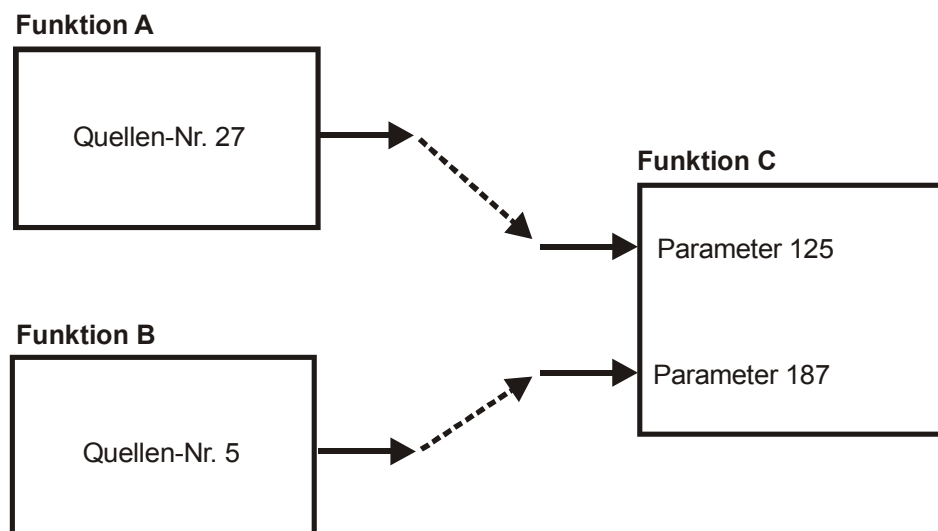 Funktion A
Quellen-Nr. 27
Funktion C
Parameter 125
Funktion B
Parameter 187
Quellen-Nr. 5